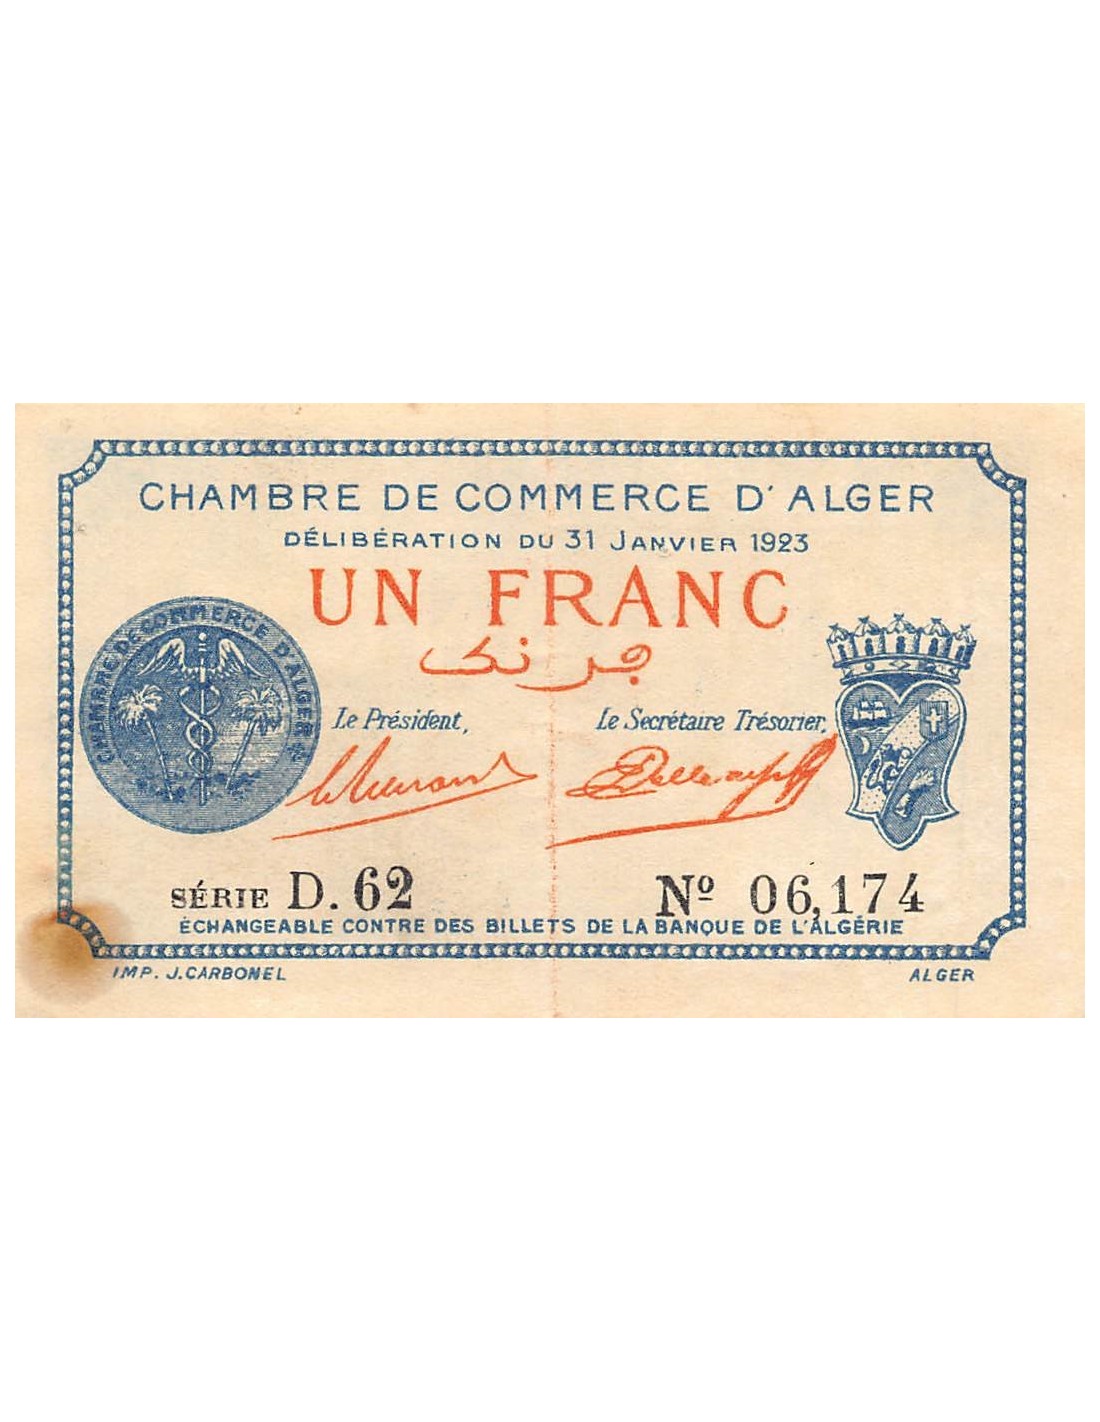 CHAMBRE DE COMMERCE D'ALGER
DÉLIBÉRATION DU 31 JANVIER 1923
UN FRANC
ڢرنک
CHAMBRE DE COMMERCE D'ALGER
Le Président,
Le Secrétaire Trésorier,
SÉRIE D. 62
Nº 06,174
ÉCHANGEABLE CONTRE DES BILLETS DE LA BANQUE DE L'ALGÉRIE
IMP. J. CARBONEL
ALGER